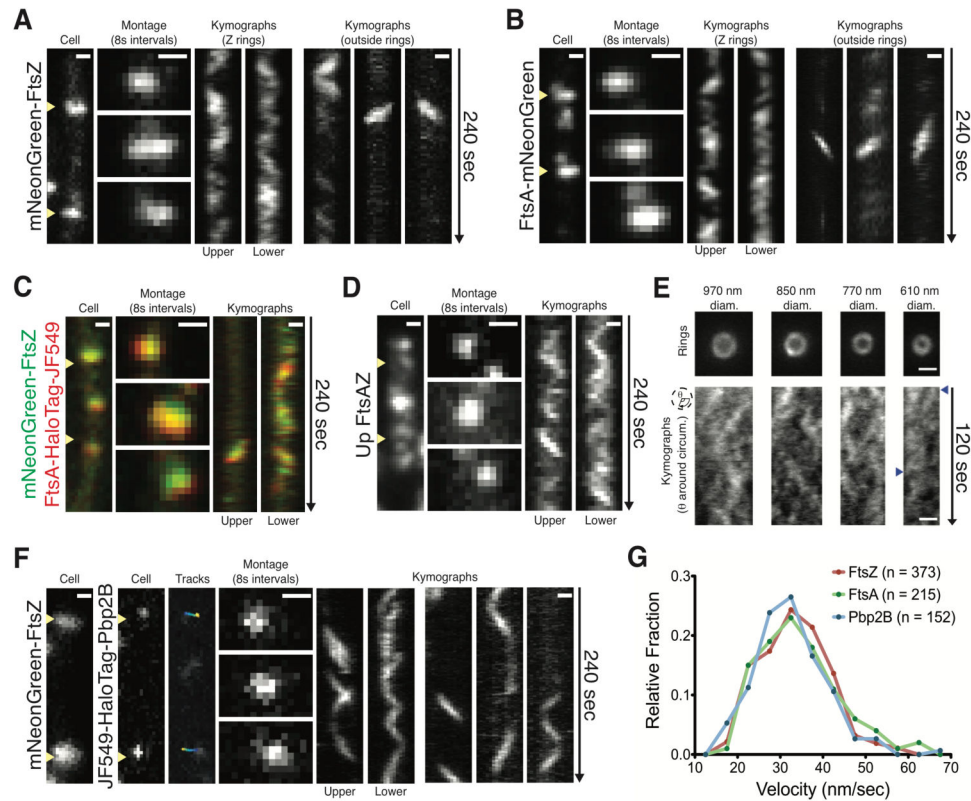 A
Cell
Montage
(8s intervals)
Kymographs
(Z rings)
Kymographs
(outside rings)
mNeonGreen-FtsZ
240 sec
Upper
Lower
B
Cell
Montage
(8s intervals)
Kymographs
(Z rings)
Kymographs
(outside rings)
FtsA-mNeonGreen
240 sec
Upper
Lower
C
Cell
Montage
(8s intervals)
Kymographs
mNeonGreen-FtsZ
FtsA-HaloTag-JF549
240 sec
Upper
Lower
D
Cell
Montage
(8s intervals)
Kymographs
Up FtsAZ
240 sec
Upper
Lower
E
970 nm
diam.
850 nm
diam.
770 nm
diam.
610 nm
diam.
Rings
θ
Kymographs
(θ around circum.)
120 sec
F
Cell
Cell
Tracks
Montage
(8s intervals)
Kymographs
mNeonGreen-FtsZ
JF549-HaloTag-Pbp2B
240 sec
Upper
Lower
G
FtsZ (n = 373)
FtsA (n = 215)
Pbp2B (n = 152)
Relative Fraction
0.3
0.2
0.1
0.0
10 20 30 40 50 60 70
Velocity (nm/sec)